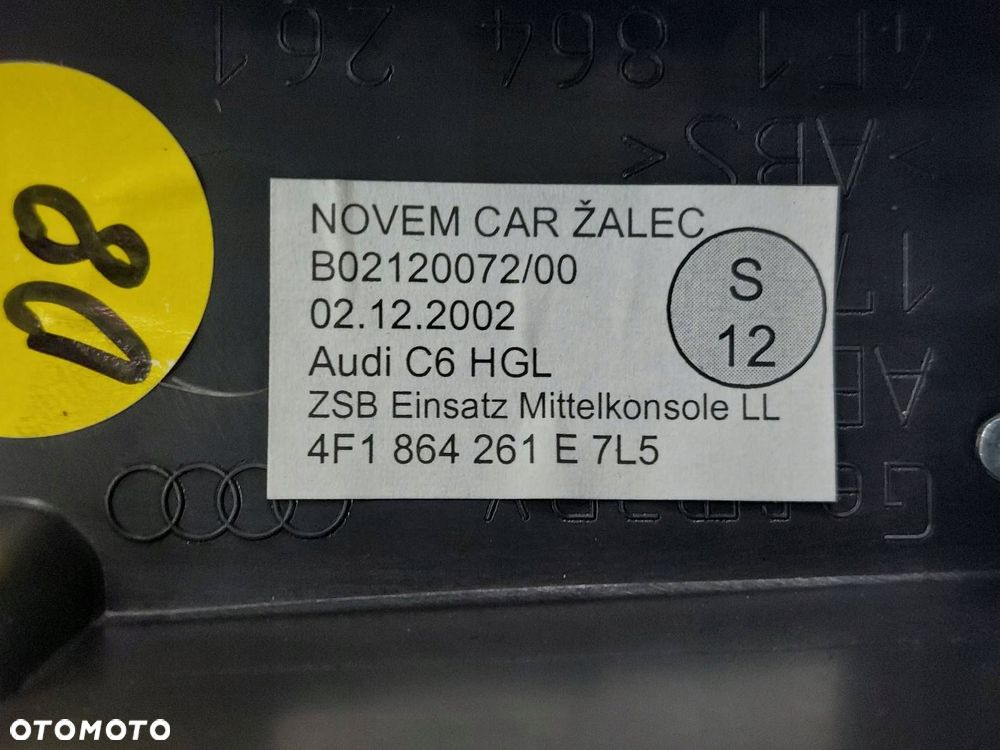 4F1 864 261
>ABS<
NOVEM CAR ŽALEC
B02120072/00
02.12.2002
Audi C6 HGL
ZSB Einsatz Mittelkonsole LL
4F1 864 261 E 7L5
S
12
OTOMOTO